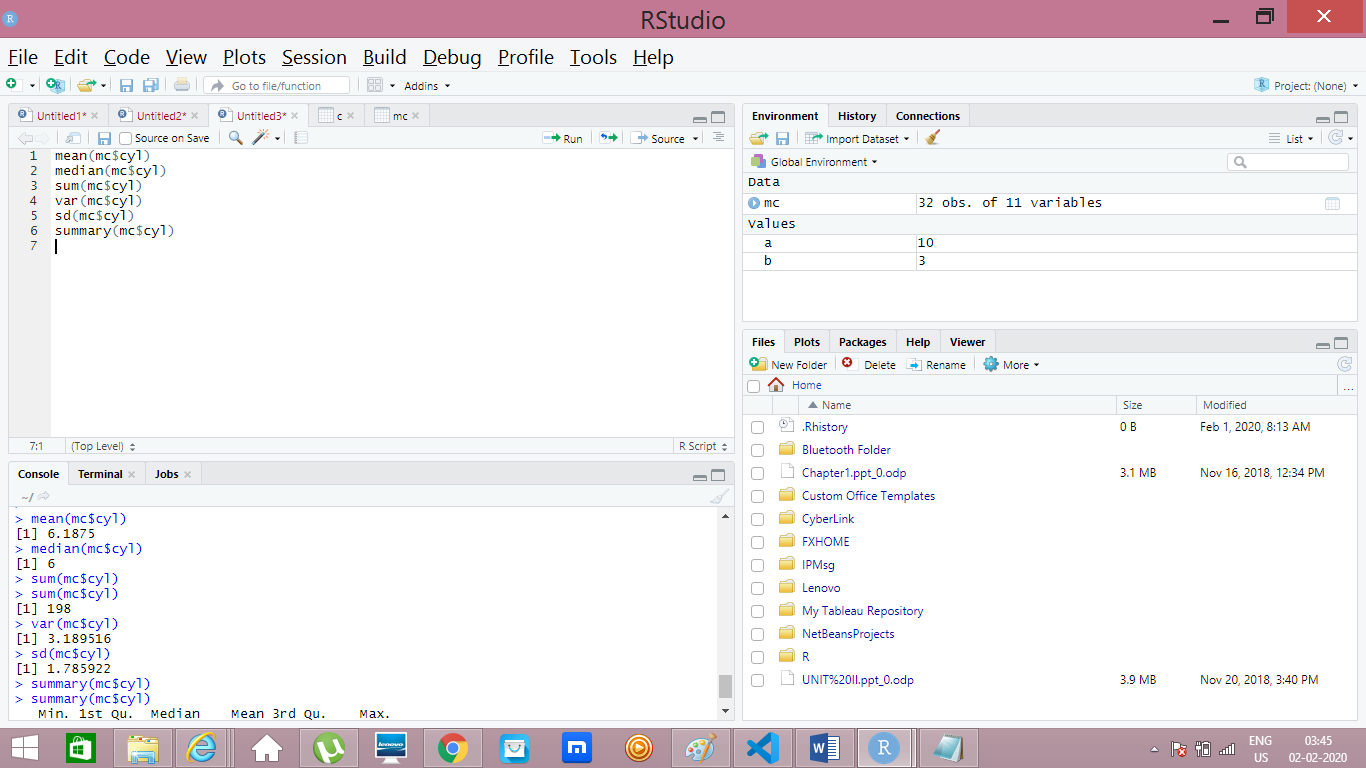 RStudio
File Edit Code View Plots Session Build Debug Profile Tools Help
Go to file/function Addins Project: (None)
Untitled1* Untitled2* Untitled3* c mc
Source on Save Run Source
1 mean(mc$cyl)
2 median(mc$cyl)
3 sum(mc$cyl)
4 var(mc$cyl)
5 sd(mc$cyl)
6 summary(mc$cyl)
7
7:1 (Top Level) R Script
Console Terminal Jobs
~/
> mean(mc$cyl)
[1] 6.1875
> median(mc$cyl)
[1] 6
> sum(mc$cyl)
> sum(mc$cyl)
[1] 198
> var(mc$cyl)
[1] 3.189516
> sd(mc$cyl)
[1] 1.785922
> summary(mc$cyl)
> summary(mc$cyl)
Min. 1st Qu. Median Mean 3rd Qu. Max.
Environment History Connections
Import Dataset List
Global Environment
Data
mc 32 obs. of 11 variables
Values
a 10
b 3
Files Plots Packages Help Viewer
New Folder Delete Rename More
Home ...
Name Size Modified
.Rhistory 0 B Feb 1, 2020, 8:13 AM
Bluetooth Folder
Chapter1.ppt_0.odp 3.1 MB Nov 16, 2018, 12:34 PM
Custom Office Templates
CyberLink
FXHOME
IPMsg
Lenovo
My Tableau Repository
NetBeansProjects
R
UNIT%20II.ppt_0.odp 3.9 MB Nov 20, 2018, 3:40 PM
lenovo
ENG 03:45
US 02-02-2020